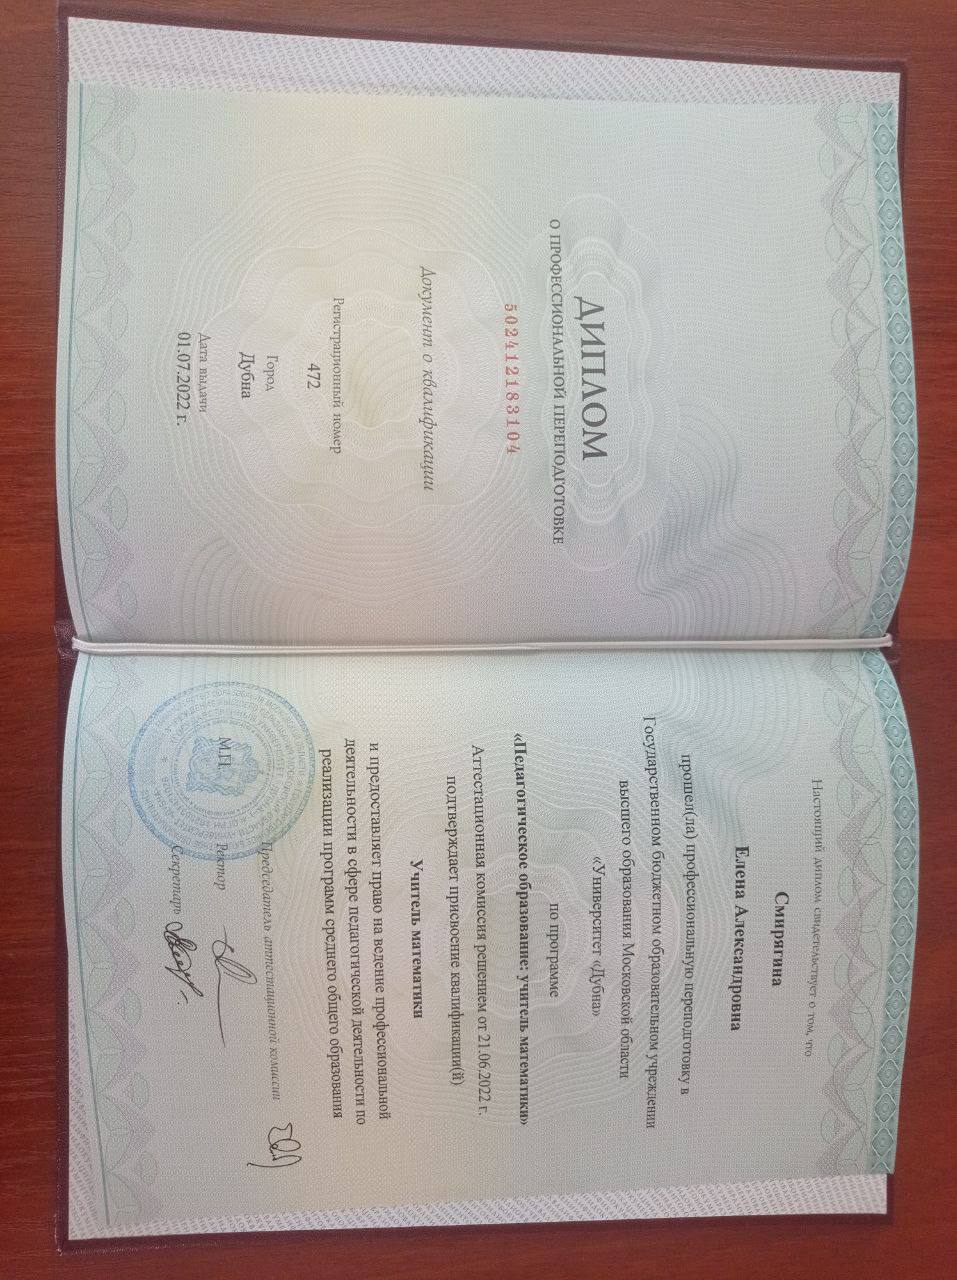 ДИПЛОМ
О ПРОФЕССИОНАЛЬНОЙ ПЕРЕПОДГОТОВКЕ
502412183104
Документ о квалификации
Регистрационный номер
472
Город
Дубна
Дата выдачи
01.07.2022 г.
Настоящий диплом свидетельствует о том, что
Смирягина
Елена Александровна
прошел(ла) профессиональную переподготовку в
Государственном бюджетном образовательном учреждении
высшего образования Московской области
«Университет «Дубна»
по программе
«Педагогическое образование: учитель математики»
Аттестационная комиссия решением от 21.06.2022 г.
подтверждает присвоение квалификации(й)
Учитель математики
и предоставляет право на ведение профессиональной
деятельности в сфере педагогической деятельности по
реализации программ среднего общего образования
Председатель аттестационной комиссии
М.П. Ректор
Секретарь